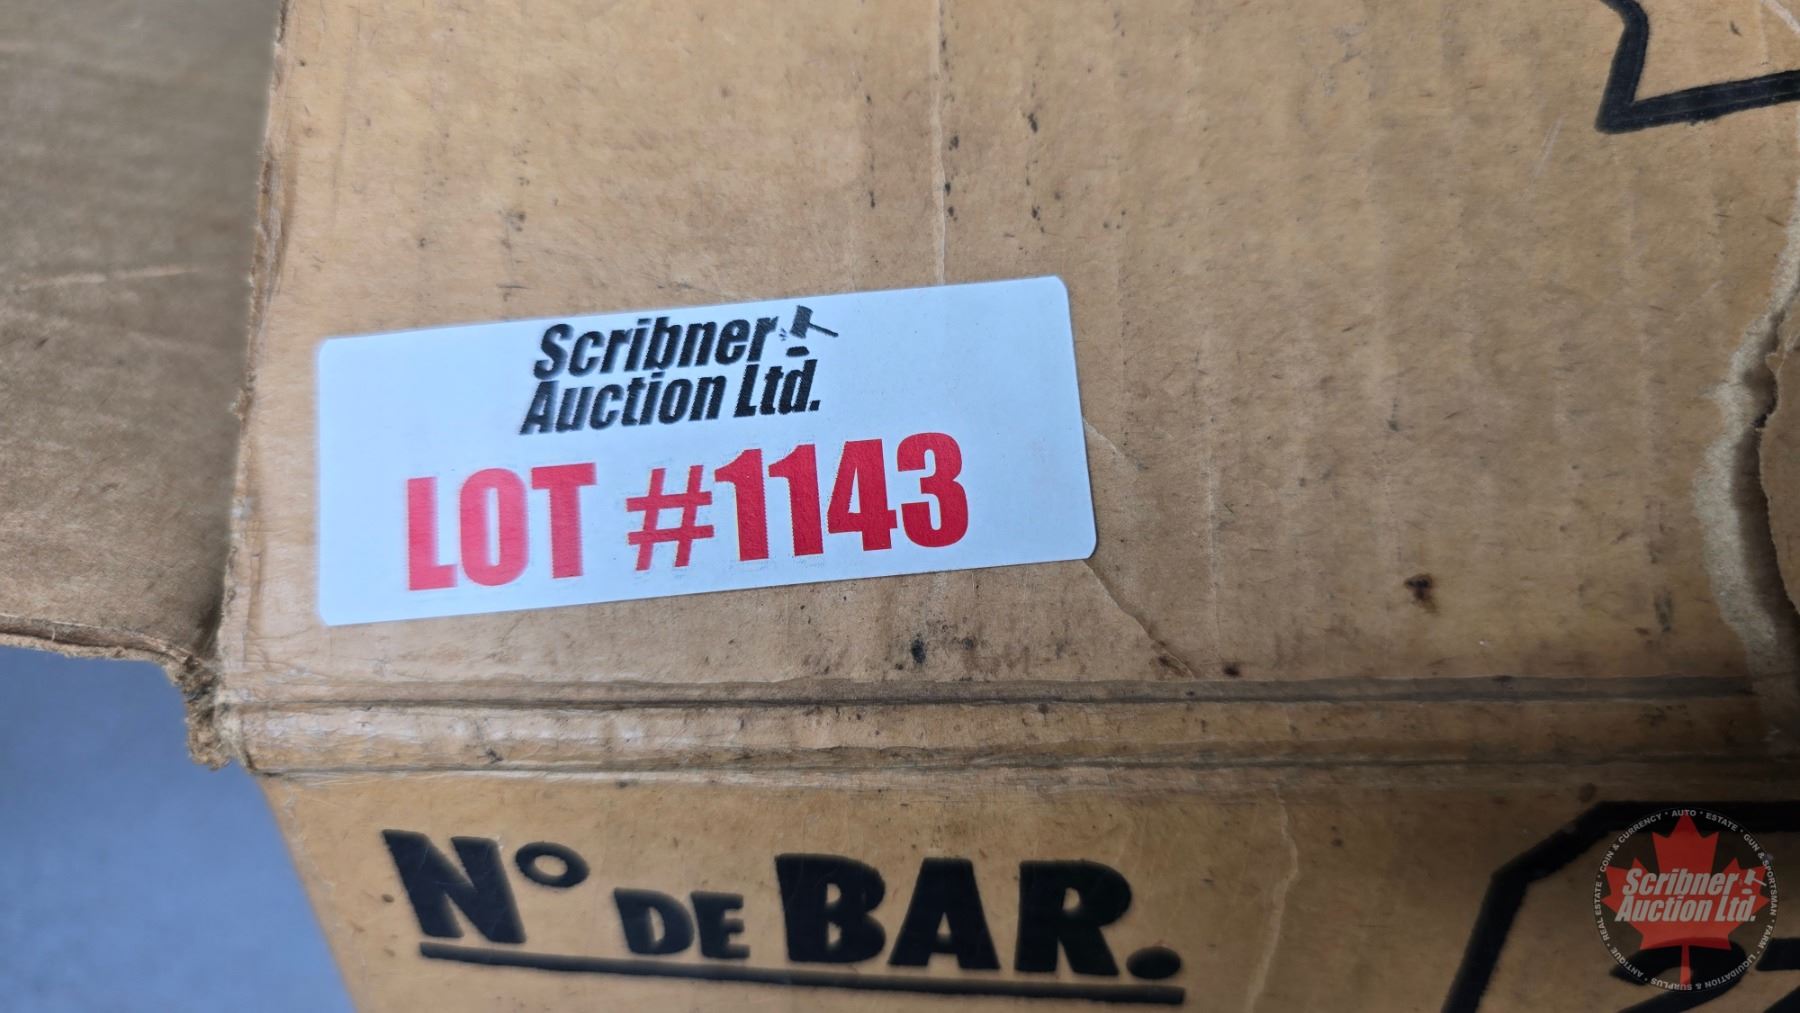 Scribner
Auction Ltd.
LOT #1143
Nº DE BAR.
COIN & CURRENCY · AUTO · ESTATE · GUN & SPORTSMAN · FARM · LIQUIDATION & SURPLUS · ANTIQUE · REAL ESTATE ·
Scribner
Auction Ltd.